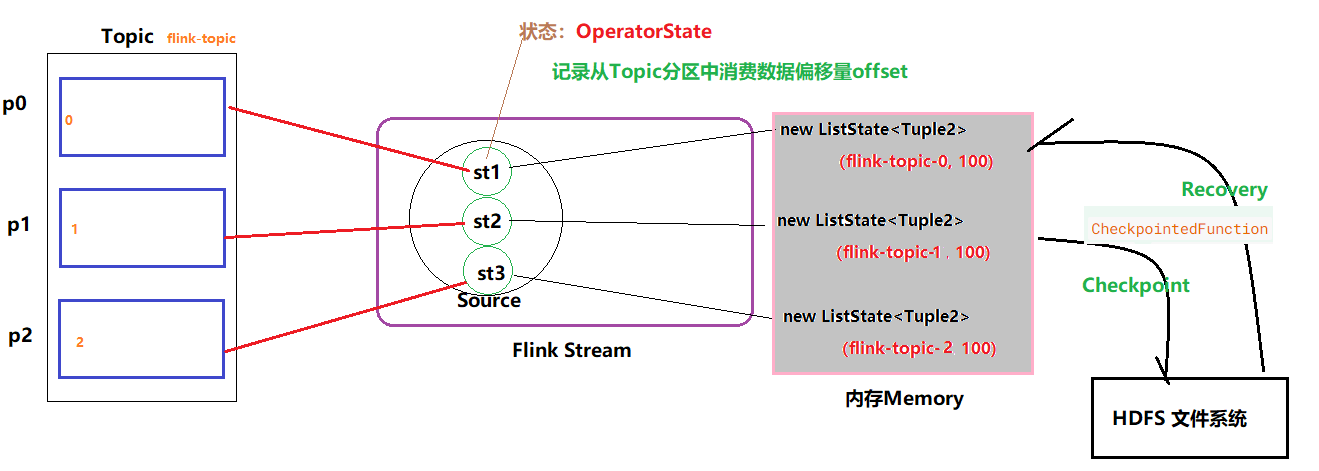 Topic flink-topic
p0
0
p1
1
p2
2
状态：OperatorState
记录从Topic分区中消费数据偏移量offset
st1
st2
st3
Source
Flink Stream
new ListState<Tuple2>
(flink-topic-0, 100)
new ListState<Tuple2>
(flink-topic-1 , 100)
new ListState<Tuple2>
(flink-topic-2, 100)
内存Memory
Recovery
CheckpointedFunction
Checkpoint
HDFS 文件系统